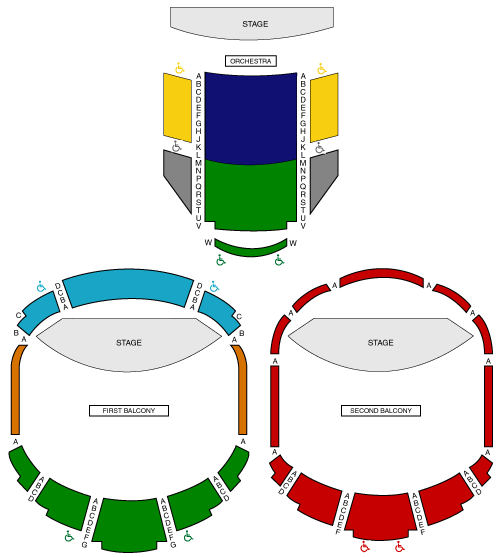 STAGE
ORCHESTRA
A A
B B
C C
D D
E E
F F
G G
H H
J J
K K
L L
M M
N N
P P
Q Q
R R
S S
T T
U U
V V
W W
D D
C C
B B
A A
C C
B B
A A
STAGE
FIRST BALCONY
A A
A A
B B
C C
D D
A A
B B
C C
D D
E E
F F
G G
A A
A A
A A
STAGE
SECOND BALCONY
A A
A A
B B
C C
D D
A A
B B
C C
D D
E E
F F